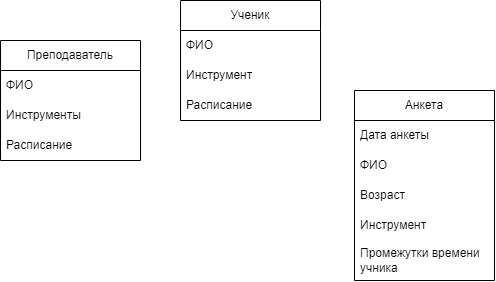 Преподаватель
ФИО
Инструменты
Расписание
Ученик
ФИО
Инструмент
Расписание
Анкета
Дата анкеты
ФИО
Возраст
Инструмент
Промежутки времени
учника